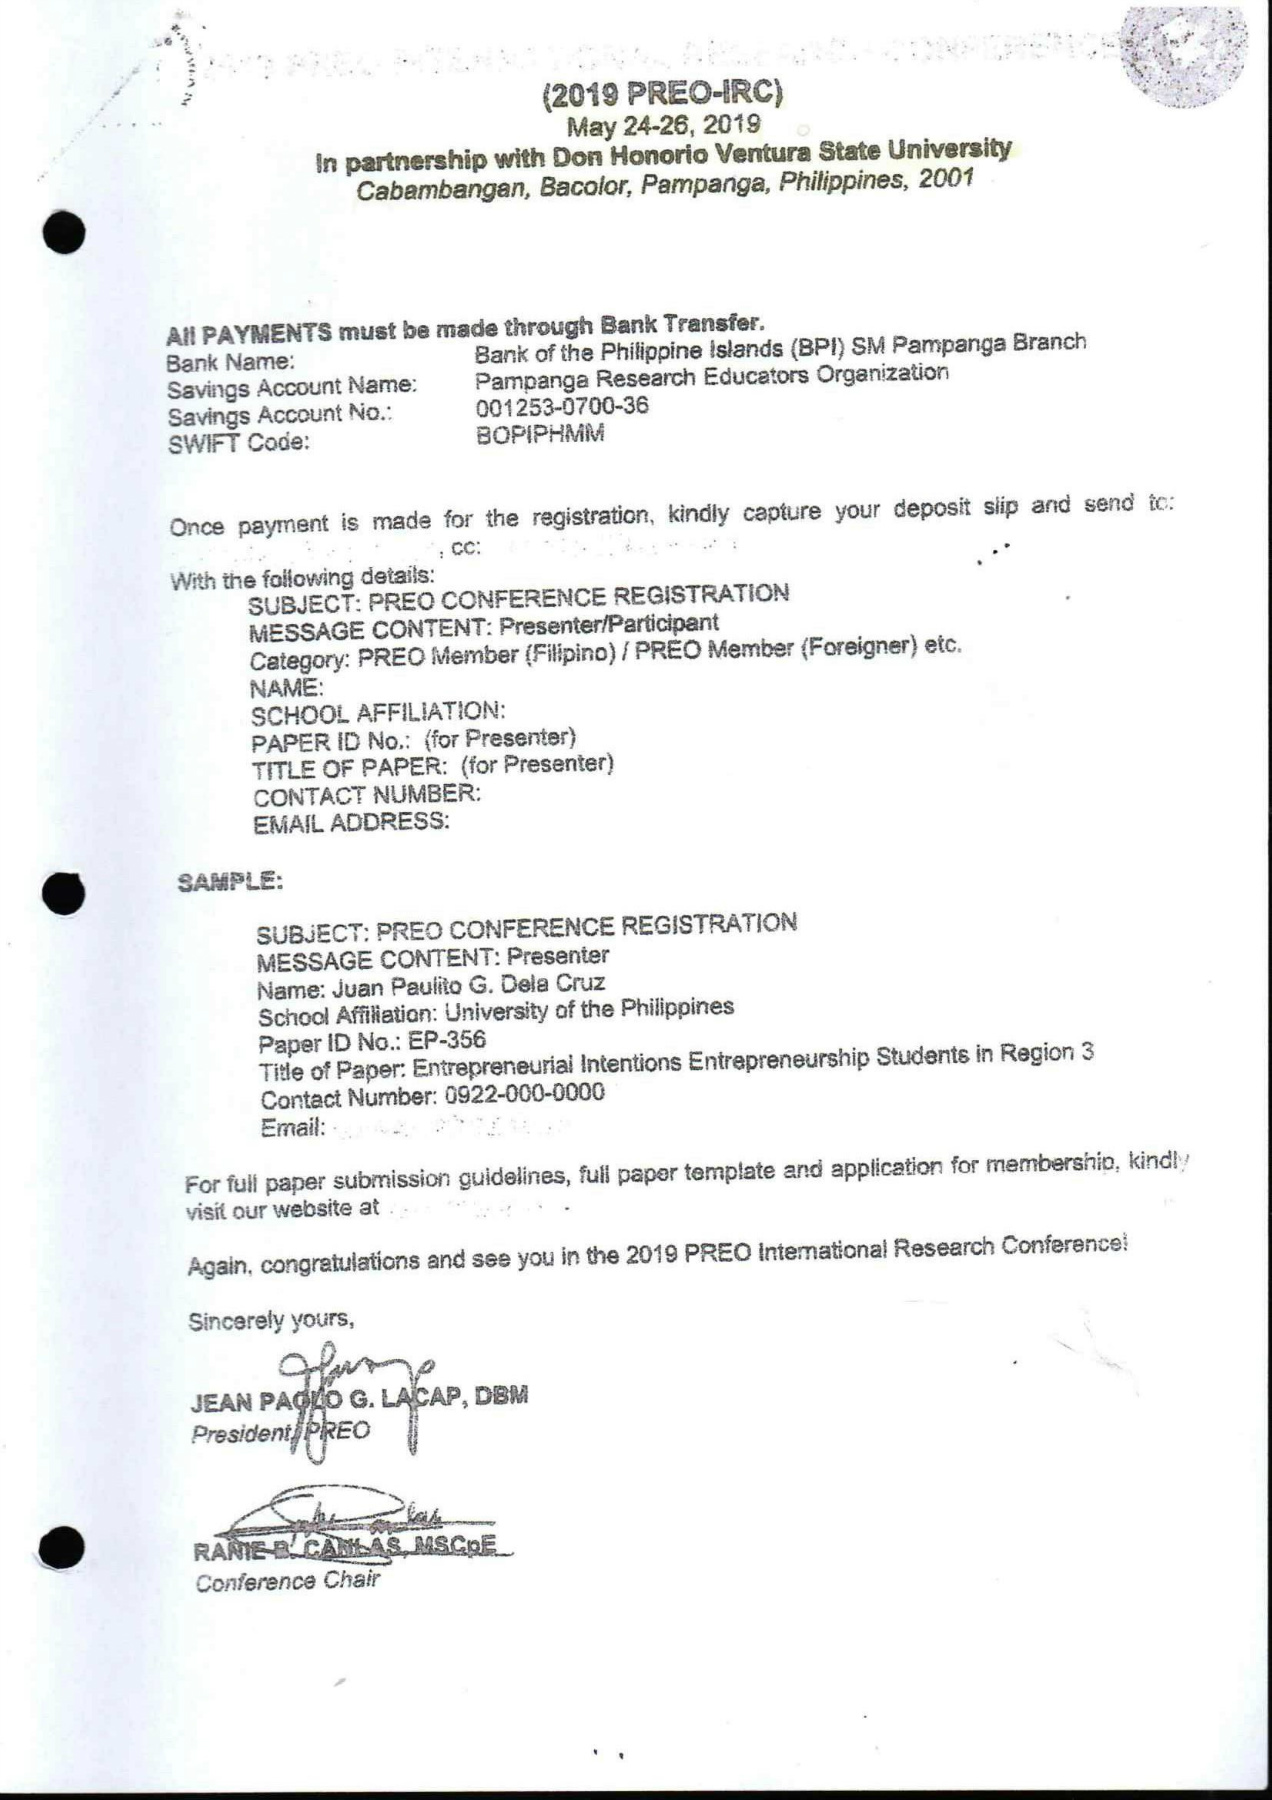 (2019 PREO-IRC)
May 24-26, 2019
In partnership with Don Honorio Ventura State University
Cabambangan, Bacolor, Pampanga, Philippines, 2001
All PAYMENTS must be made through Bank Transfer.
Bank Name: Bank of the Philippine Islands (BPI) SM Pampanga Branch
Savings Account Name: Pampanga Research Educators Organization
Savings Account No.: 001253-0700-36
SWIFT Code: BOPIPHMM
Once payment is made for the registration, kindly capture your deposit slip and send to:
, cc:
With the following details:
SUBJECT: PREO CONFERENCE REGISTRATION
MESSAGE CONTENT: Presenter/Participant
Category: PREO Member (Filipino) / PREO Member (Foreigner) etc.
NAME:
SCHOOL AFFILIATION:
PAPER ID No.: (for Presenter)
TITLE OF PAPER: (for Presenter)
CONTACT NUMBER:
EMAIL ADDRESS:
SAMPLE:
SUBJECT: PREO CONFERENCE REGISTRATION
MESSAGE CONTENT: Presenter
Name: Juan Paulito G. Dela Cruz
School Affiliation: University of the Philippines
Paper ID No.: EP-356
Title of Paper: Entrepreneurial Intentions Entrepreneurship Students in Region 3
Contact Number: 0922-000-0000
Email:
For full paper submission guidelines, full paper template and application for membership, kindly
visit our website at
Again, congratulations and see you in the 2019 PREO International Research Conference!
Sincerely yours,
JEAN PAOLO G. LACAP, DBM
President, PREO
RANIE B. CANLAS, MSCpE
Conference Chair